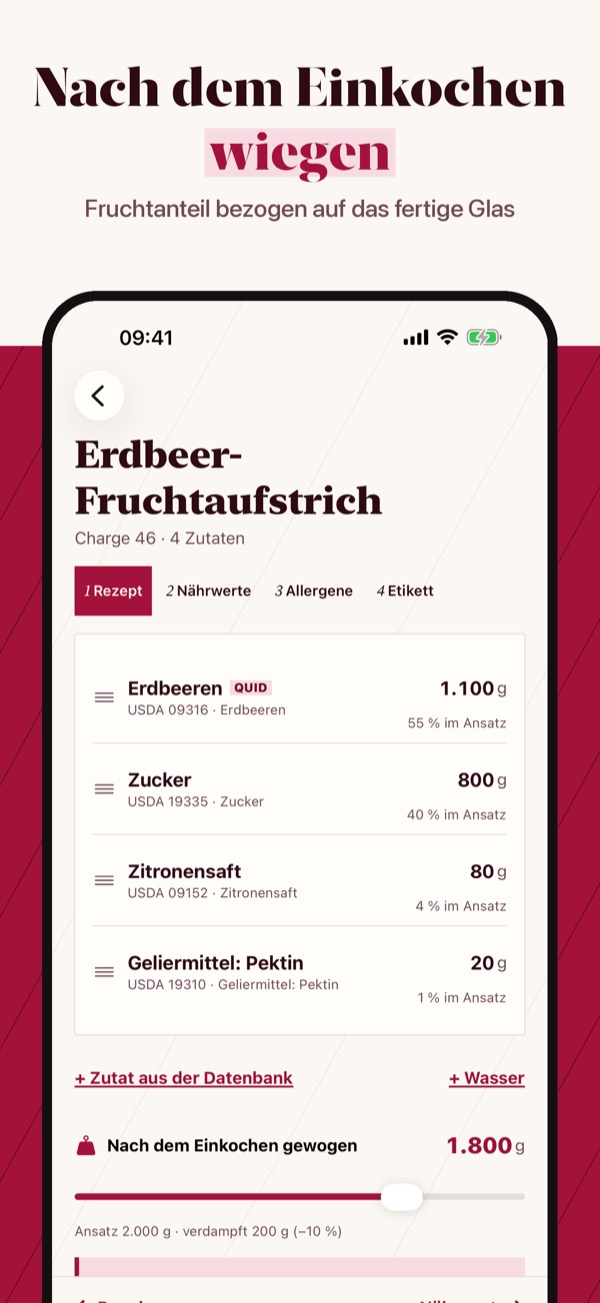 Nach dem Einkochen
wiegen
Fruchtanteil bezogen auf das fertige Glas
09:41
Erdbeer-
Fruchtaufstrich
Charge 46 · 4 Zutaten
1 Rezept 2 Nährwerte 3 Allergene 4 Etikett
Erdbeeren QUID 1.100 g
USDA 09316 · Erdbeeren
55 % im Ansatz
Zucker 800 g
USDA 19335 · Zucker
40 % im Ansatz
Zitronensaft 80 g
USDA 09152 · Zitronensaft
4 % im Ansatz
Geliermittel: Pektin 20 g
USDA 19310 · Geliermittel: Pektin
1 % im Ansatz
+ Zutat aus der Datenbank + Wasser
Nach dem Einkochen gewogen 1.800 g
Ansatz 2.000 g · verdampft 200 g (−10 %)